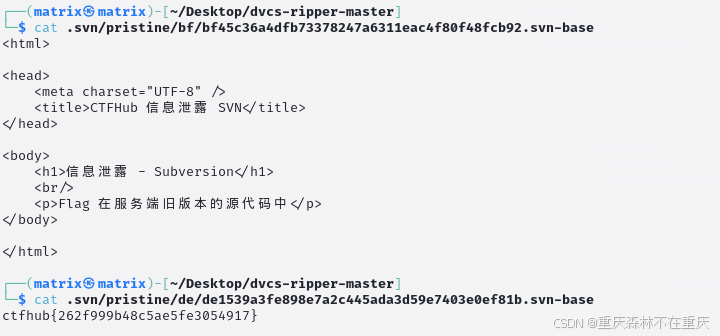 ┌──(matrix㉿matrix)-[~/Desktop/dvcs-ripper-master]
└─$ cat .svn/pristine/bf/bf45c36a4dfb73378247a6311eac4f80f48fcb92.svn-base
<html>
<head>
<meta charset="UTF-8" />
<title>CTFHub 信息泄露 SVN</title>
</head>
<body>
<h1>信息泄露 - Subversion</h1>
<br/>
<p>Flag 在服务端旧版本的源代码中</p>
</body>
</html>
┌──(matrix㉿matrix)-[~/Desktop/dvcs-ripper-master]
└─$ cat .svn/pristine/de/de1539a3fe898e7a2c445ada3d59e7403e0ef81b.svn-base
ctfhub{262f999b48c5ae5fe3054917}
CSDN @重庆森林不在重庆